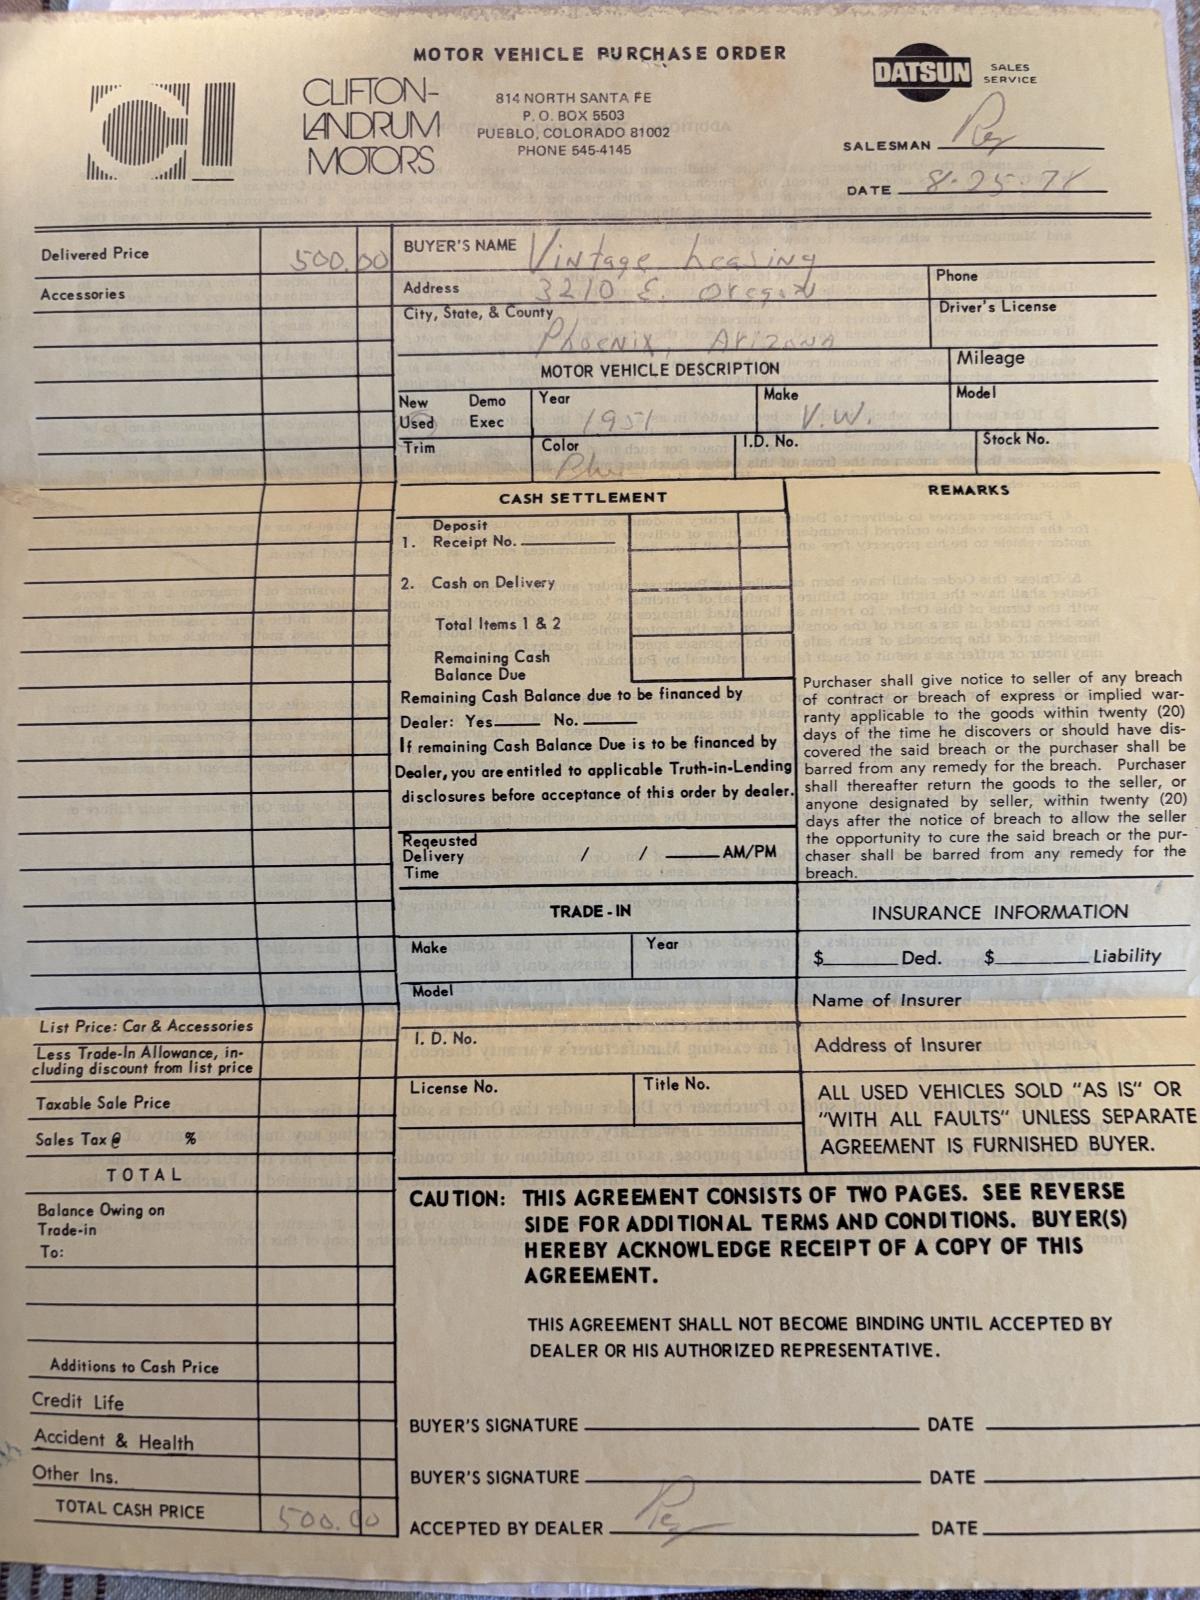 MOTOR VEHICLE PURCHASE ORDER
CLIFTON-
LANDRUM
MOTORS
814 NORTH SANTA FE
P. O. BOX 5503
PUEBLO, COLORADO 81002
PHONE 545-4145
DATSUN
SALES
SERVICE
SALESMAN
DATE 8-25-78
Delivered Price 500.00
Accessories
BUYER'S NAME Vintage Leasing
Address 3210 E. Oregon
Phone
City, State, & County
Phoenix, Arizona
Driver's License
MOTOR VEHICLE DESCRIPTION
Mileage
New Demo
Used Exec
Year 1951
Make V.W.
Model
Trim
Color Blue
I.D. No.
Stock No.
CASH SETTLEMENT
Deposit
1. Receipt No.
2. Cash on Delivery
Total Items 1 & 2
Remaining Cash
Balance Due
Remaining Cash Balance due to be financed by
Dealer: Yes No.
If remaining Cash Balance Due is to be financed by
Dealer, you are entitled to applicable Truth-in-Lending
disclosures before acceptance of this order by dealer.
Reqeusted
Delivery / / AM/PM
Time
REMARKS
Purchaser shall give notice to seller of any breach
of contract or breach of express or implied war-
ranty applicable to the goods within twenty (20)
days of the time he discovers or should have dis-
covered the said breach or the purchaser shall be
barred from any remedy for the breach. Purchaser
shall thereafter return the goods to the seller, or
anyone designated by seller, within twenty (20)
days after the notice of breach to allow the seller
the opportunity to cure the said breach or the pur-
chaser shall be barred from any remedy for the
breach.
TRADE-IN
Make
Year
Model
I. D. No.
License No.
Title No.
INSURANCE INFORMATION
$ Ded. $ Liability
Name of Insurer
Address of Insurer
ALL USED VEHICLES SOLD "AS IS" OR
"WITH ALL FAULTS" UNLESS SEPARATE
AGREEMENT IS FURNISHED BUYER.
List Price: Car & Accessories
Less Trade-In Allowance, in-
cluding discount from list price
Taxable Sale Price
Sales Tax @ %
TOTAL
Balance Owing on
Trade-in
To:
Additions to Cash Price
Credit Life
Accident & Health
Other Ins.
TOTAL CASH PRICE 500.00
CAUTION: THIS AGREEMENT CONSISTS OF TWO PAGES. SEE REVERSE
SIDE FOR ADDITIONAL TERMS AND CONDITIONS. BUYER(S)
HEREBY ACKNOWLEDGE RECEIPT OF A COPY OF THIS
AGREEMENT.
THIS AGREEMENT SHALL NOT BECOME BINDING UNTIL ACCEPTED BY
DEALER OR HIS AUTHORIZED REPRESENTATIVE.
BUYER'S SIGNATURE DATE
BUYER'S SIGNATURE DATE
ACCEPTED BY DEALER DATE